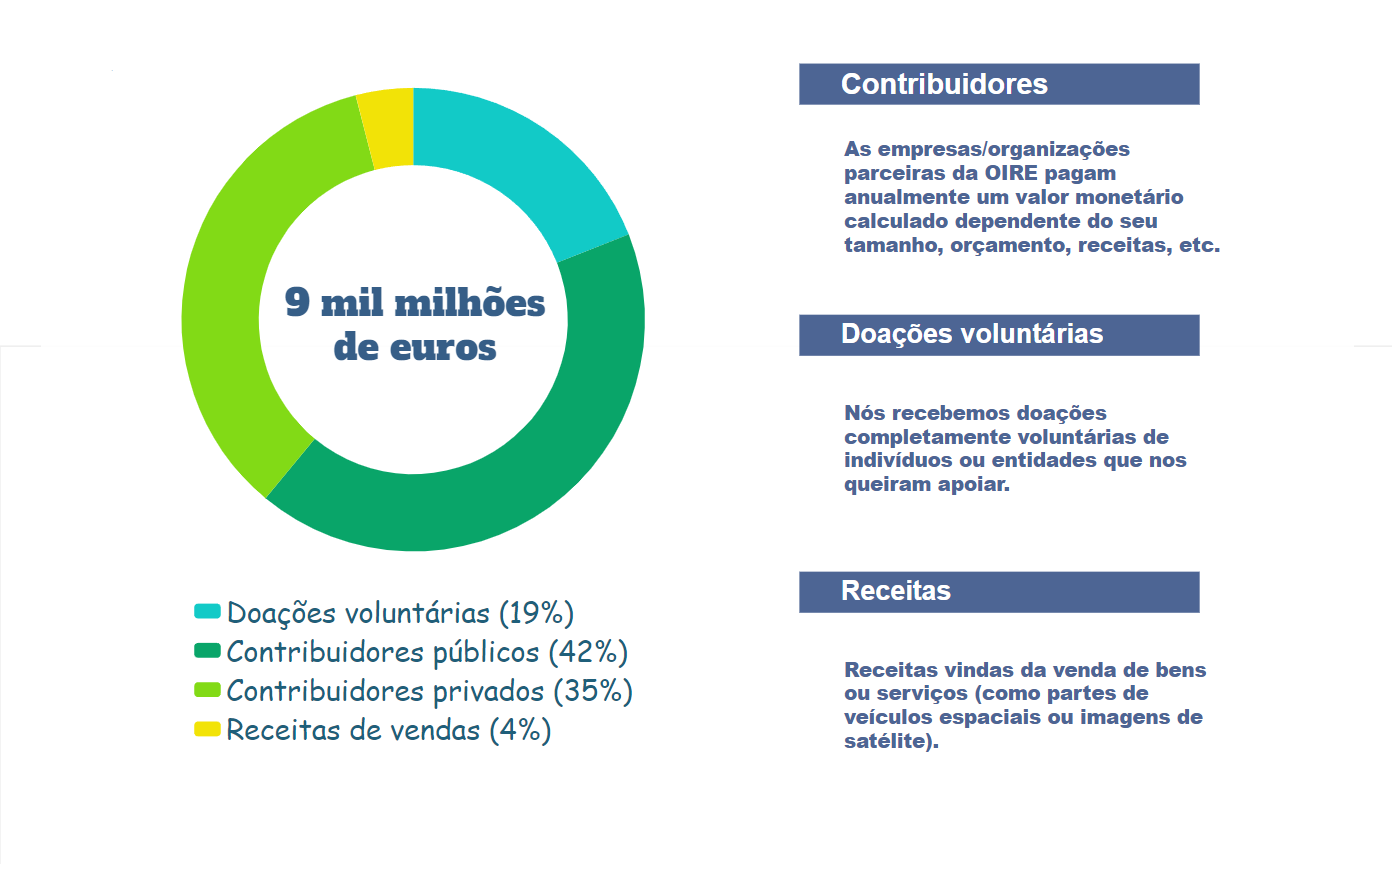 9 mil milhões
de euros
Doações voluntárias (19%)
Contribuidores públicos (42%)
Contribuidores privados (35%)
Receitas de vendas (4%)
Contribuidores
As empresas/organizações
parceiras da OIRE pagam
anualmente um valor monetário
calculado dependente do seu
tamanho, orçamento, receitas, etc.
Doações voluntárias
Nós recebemos doações
completamente voluntárias de
indivíduos ou entidades que nos
queiram apoiar.
Receitas
Receitas vindas da venda de bens
ou serviços (como partes de
veículos espaciais ou imagens de
satélite).